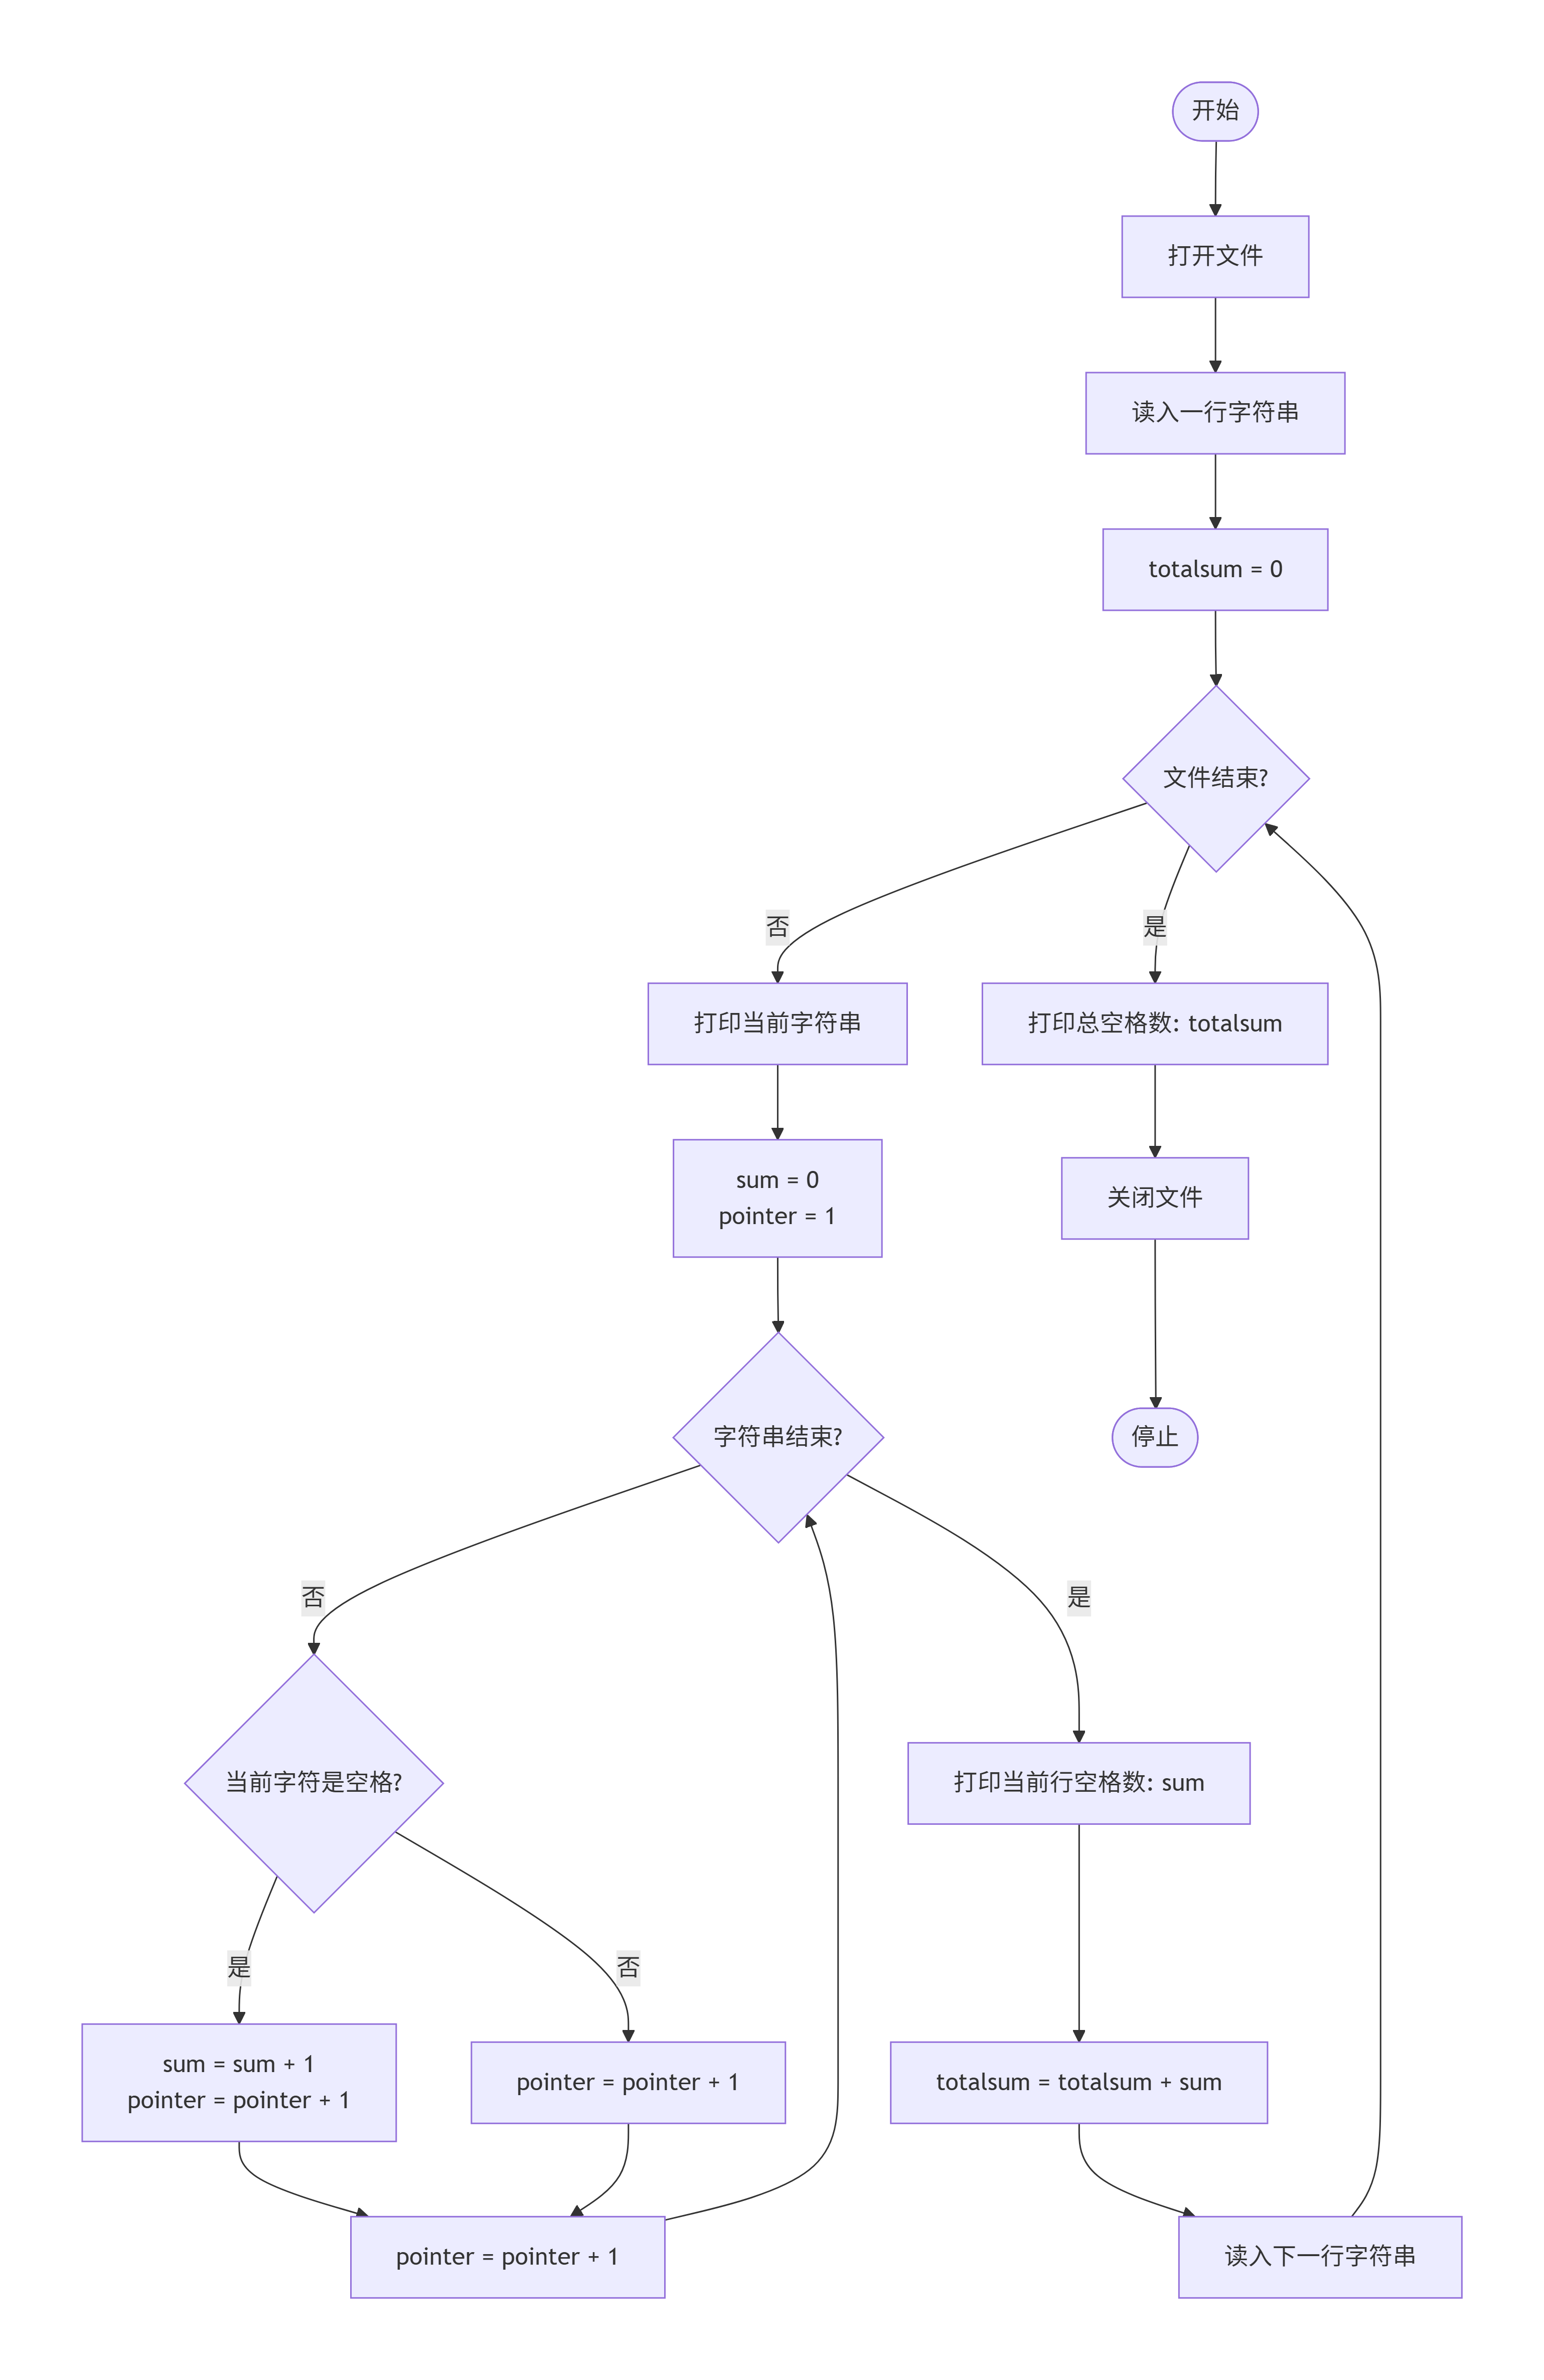 开始
打开文件
读入一行字符串
totalsum = 0
文件结束?
否
是
打印当前字符串
打印总空格数: totalsum
sum = 0
pointer = 1
关闭文件
字符串结束?
停止
否
是
当前字符是空格?
打印当前行空格数: sum
是
否
sum = sum + 1
pointer = pointer + 1
pointer = pointer + 1
totalsum = totalsum + sum
pointer = pointer + 1
读入下一行字符串